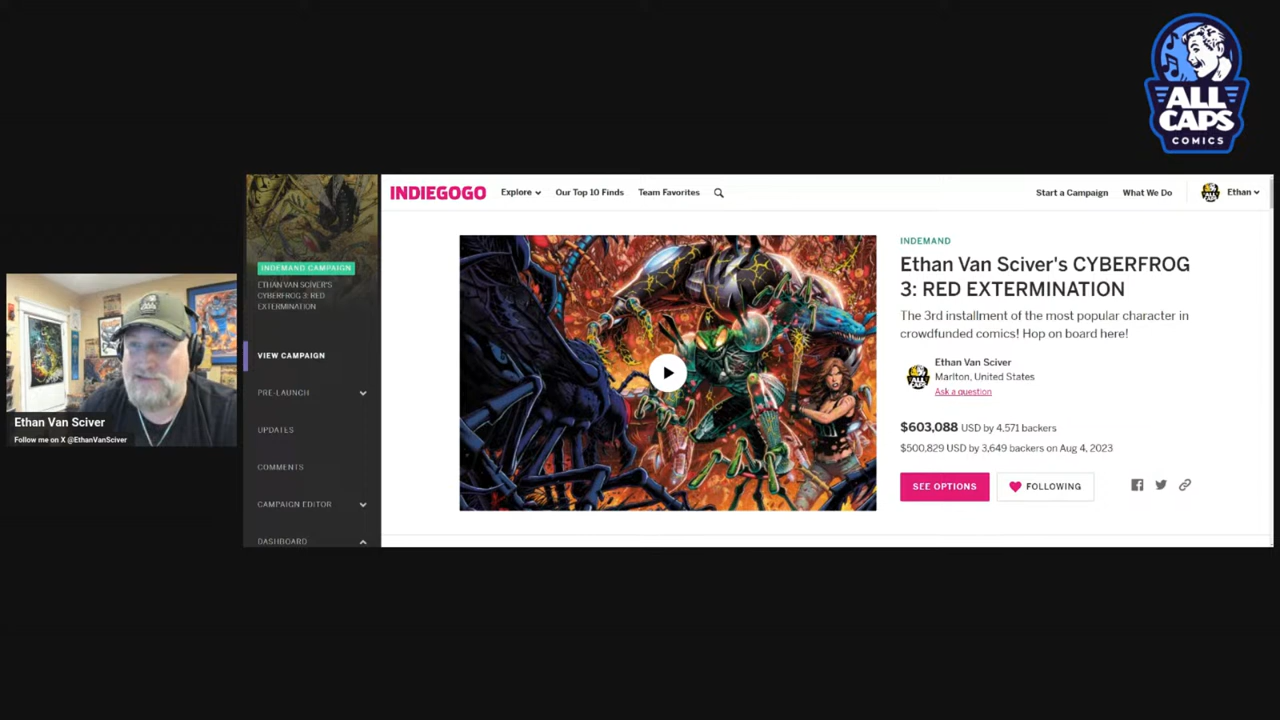 ALL
CAPS
COMICS
INDIEGOGO
Explore
Our Top 10 Finds
Team Favorites
Start a Campaign
What We Do
Ethan
INDEMAND CAMPAIGN
ETHAN VAN SCIVER'S
CYBERFROG 3: RED
EXTERMINATION
VIEW CAMPAIGN
PRE-LAUNCH
UPDATES
COMMENTS
CAMPAIGN EDITOR
DASHBOARD
INDEMAND
Ethan Van Sciver's CYBERFROG
3: RED EXTERMINATION
The 3rd installment of the most popular character in
crowdfunded comics! Hop on board here!
Ethan Van Sciver
Marlton, United States
Ask a question
$603,088 USD by 4,571 backers
$500,829 USD by 3,649 backers on Aug 4, 2023
SEE OPTIONS
FOLLOWING
Ethan Van Sciver
Follow me on X @EthanVanSciver